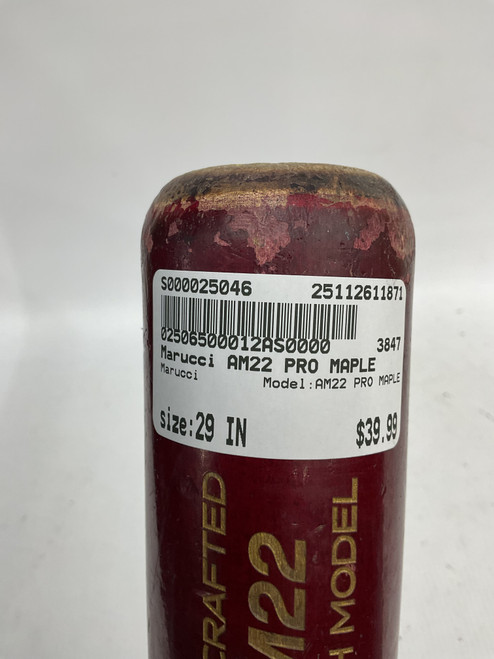 S000025046 25112611871
02506500012AS0000 3847
Marucci AM22 PRO MAPLE
Marucci Model:AM22 PRO MAPLE
size:29 IN $39.99
CRAFTED
M22
H MODEL